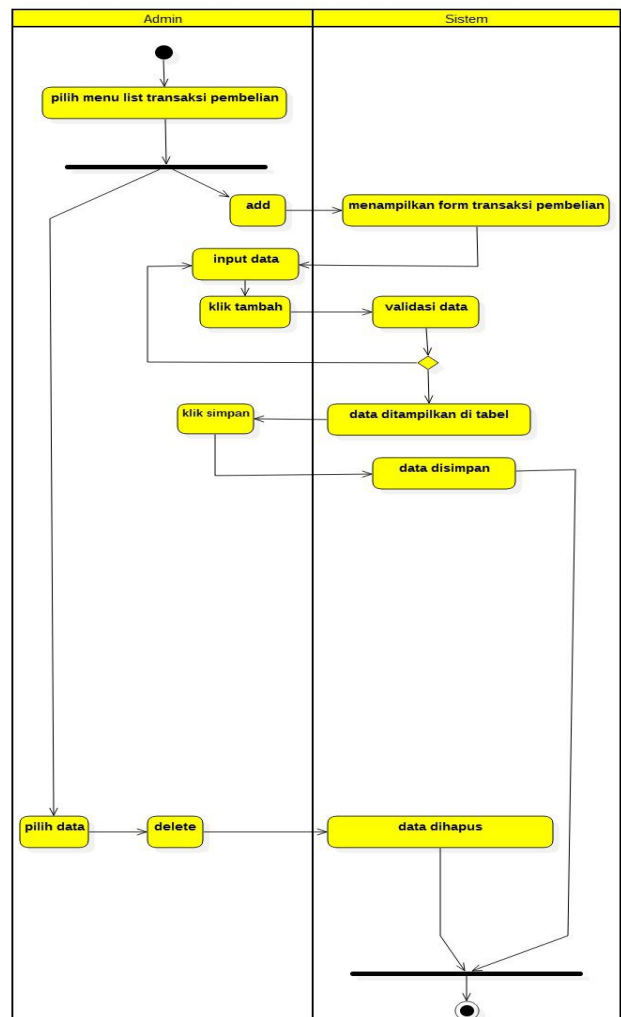 Admin
Sistem
pilih menu list transaksi pembelian
add
menampilkan form transaksi pembelian
input data
klik tambah
validasi data
klik simpan
data ditampilkan di tabel
data disimpan
pilih data
delete
data dihapus